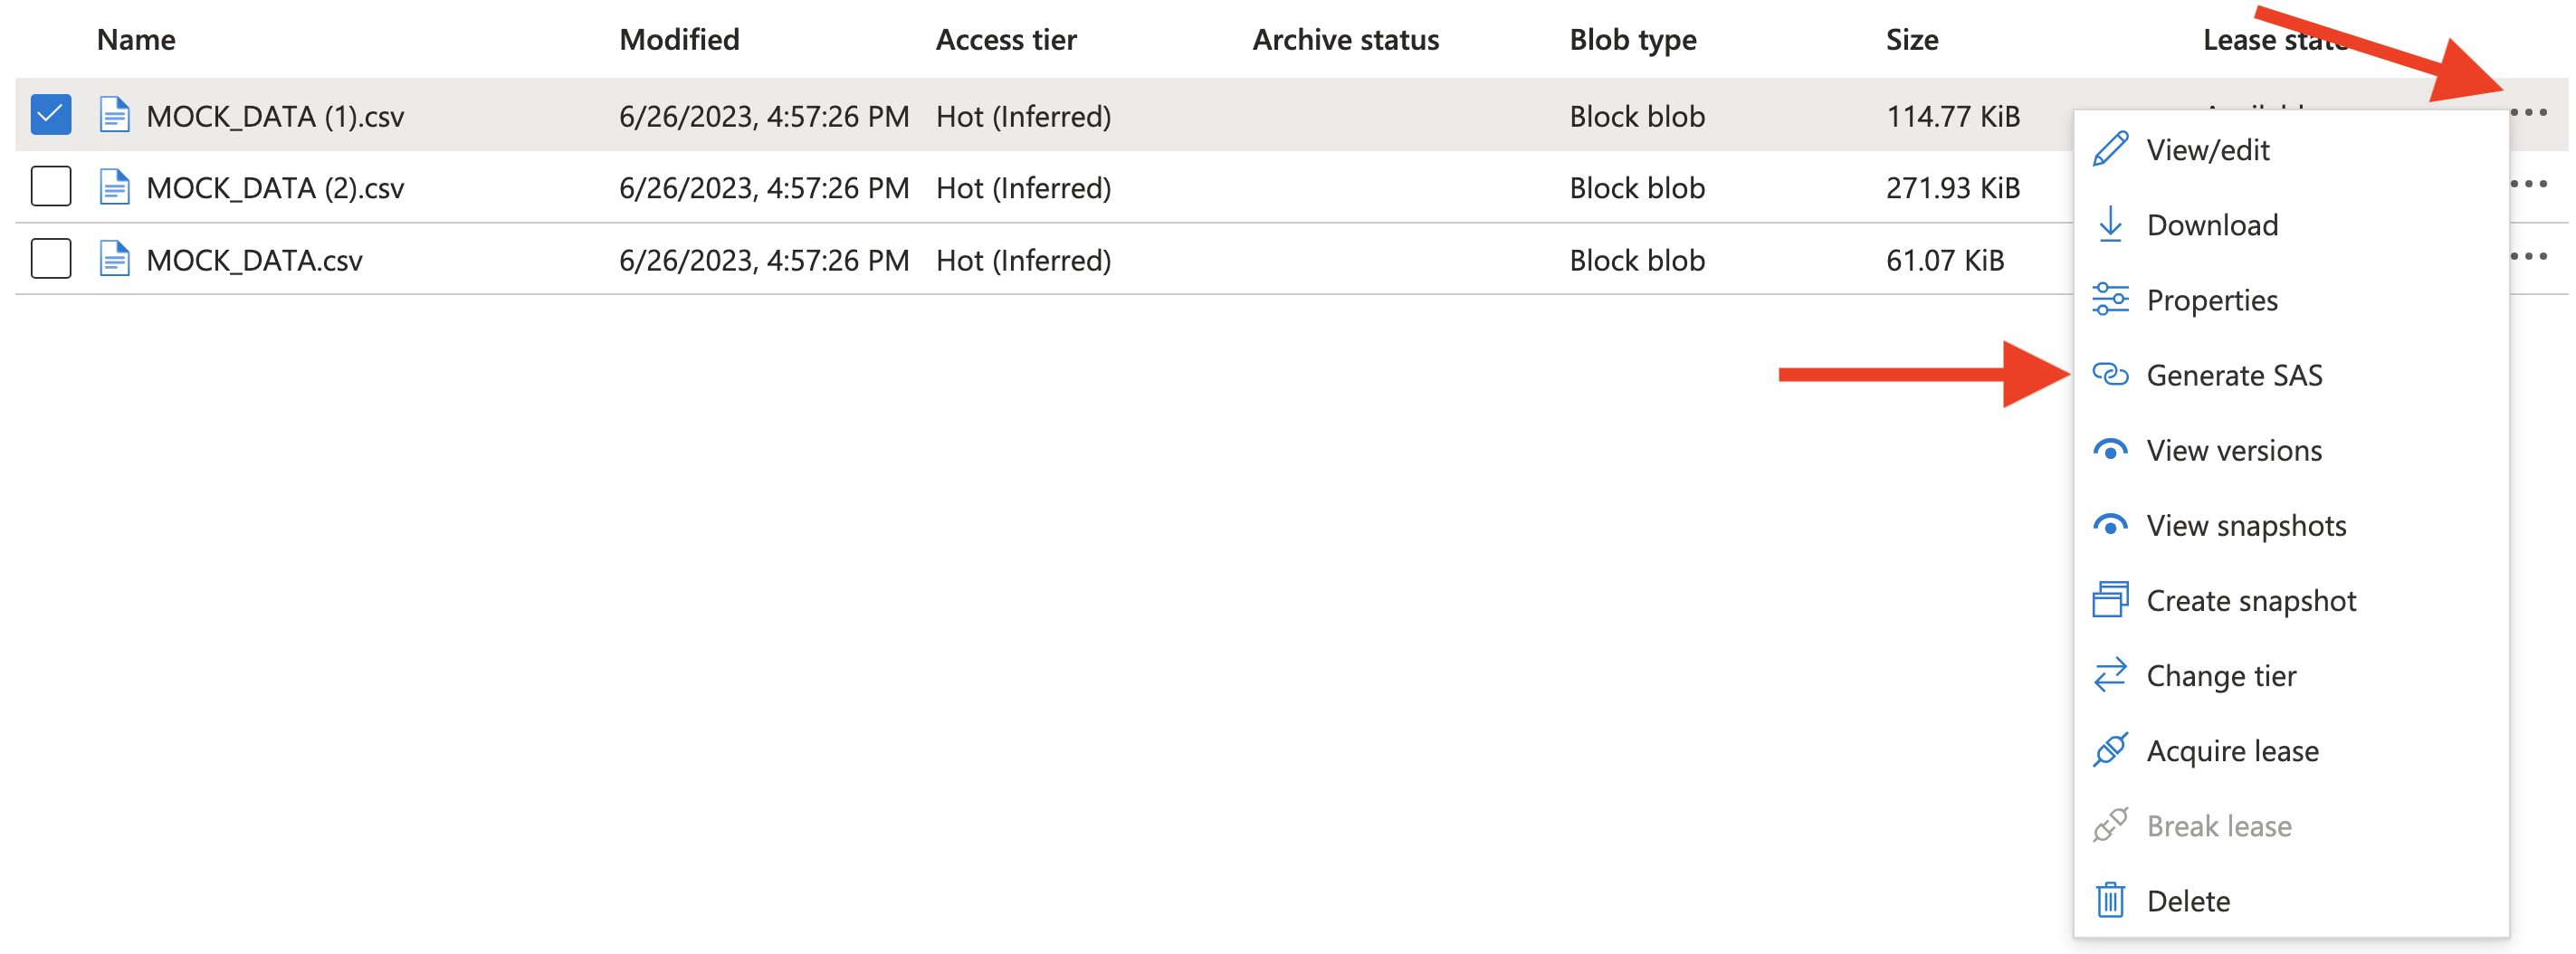 Name Modified Access tier Archive status Blob type Size Lease state
MOCK_DATA (1).csv 6/26/2023, 4:57:26 PM Hot (Inferred) Block blob 114.77 KiB
MOCK_DATA (2).csv 6/26/2023, 4:57:26 PM Hot (Inferred) Block blob 271.93 KiB
MOCK_DATA.csv 6/26/2023, 4:57:26 PM Hot (Inferred) Block blob 61.07 KiB
View/edit
Download
Properties
Generate SAS
View versions
View snapshots
Create snapshot
Change tier
Acquire lease
Break lease
Delete